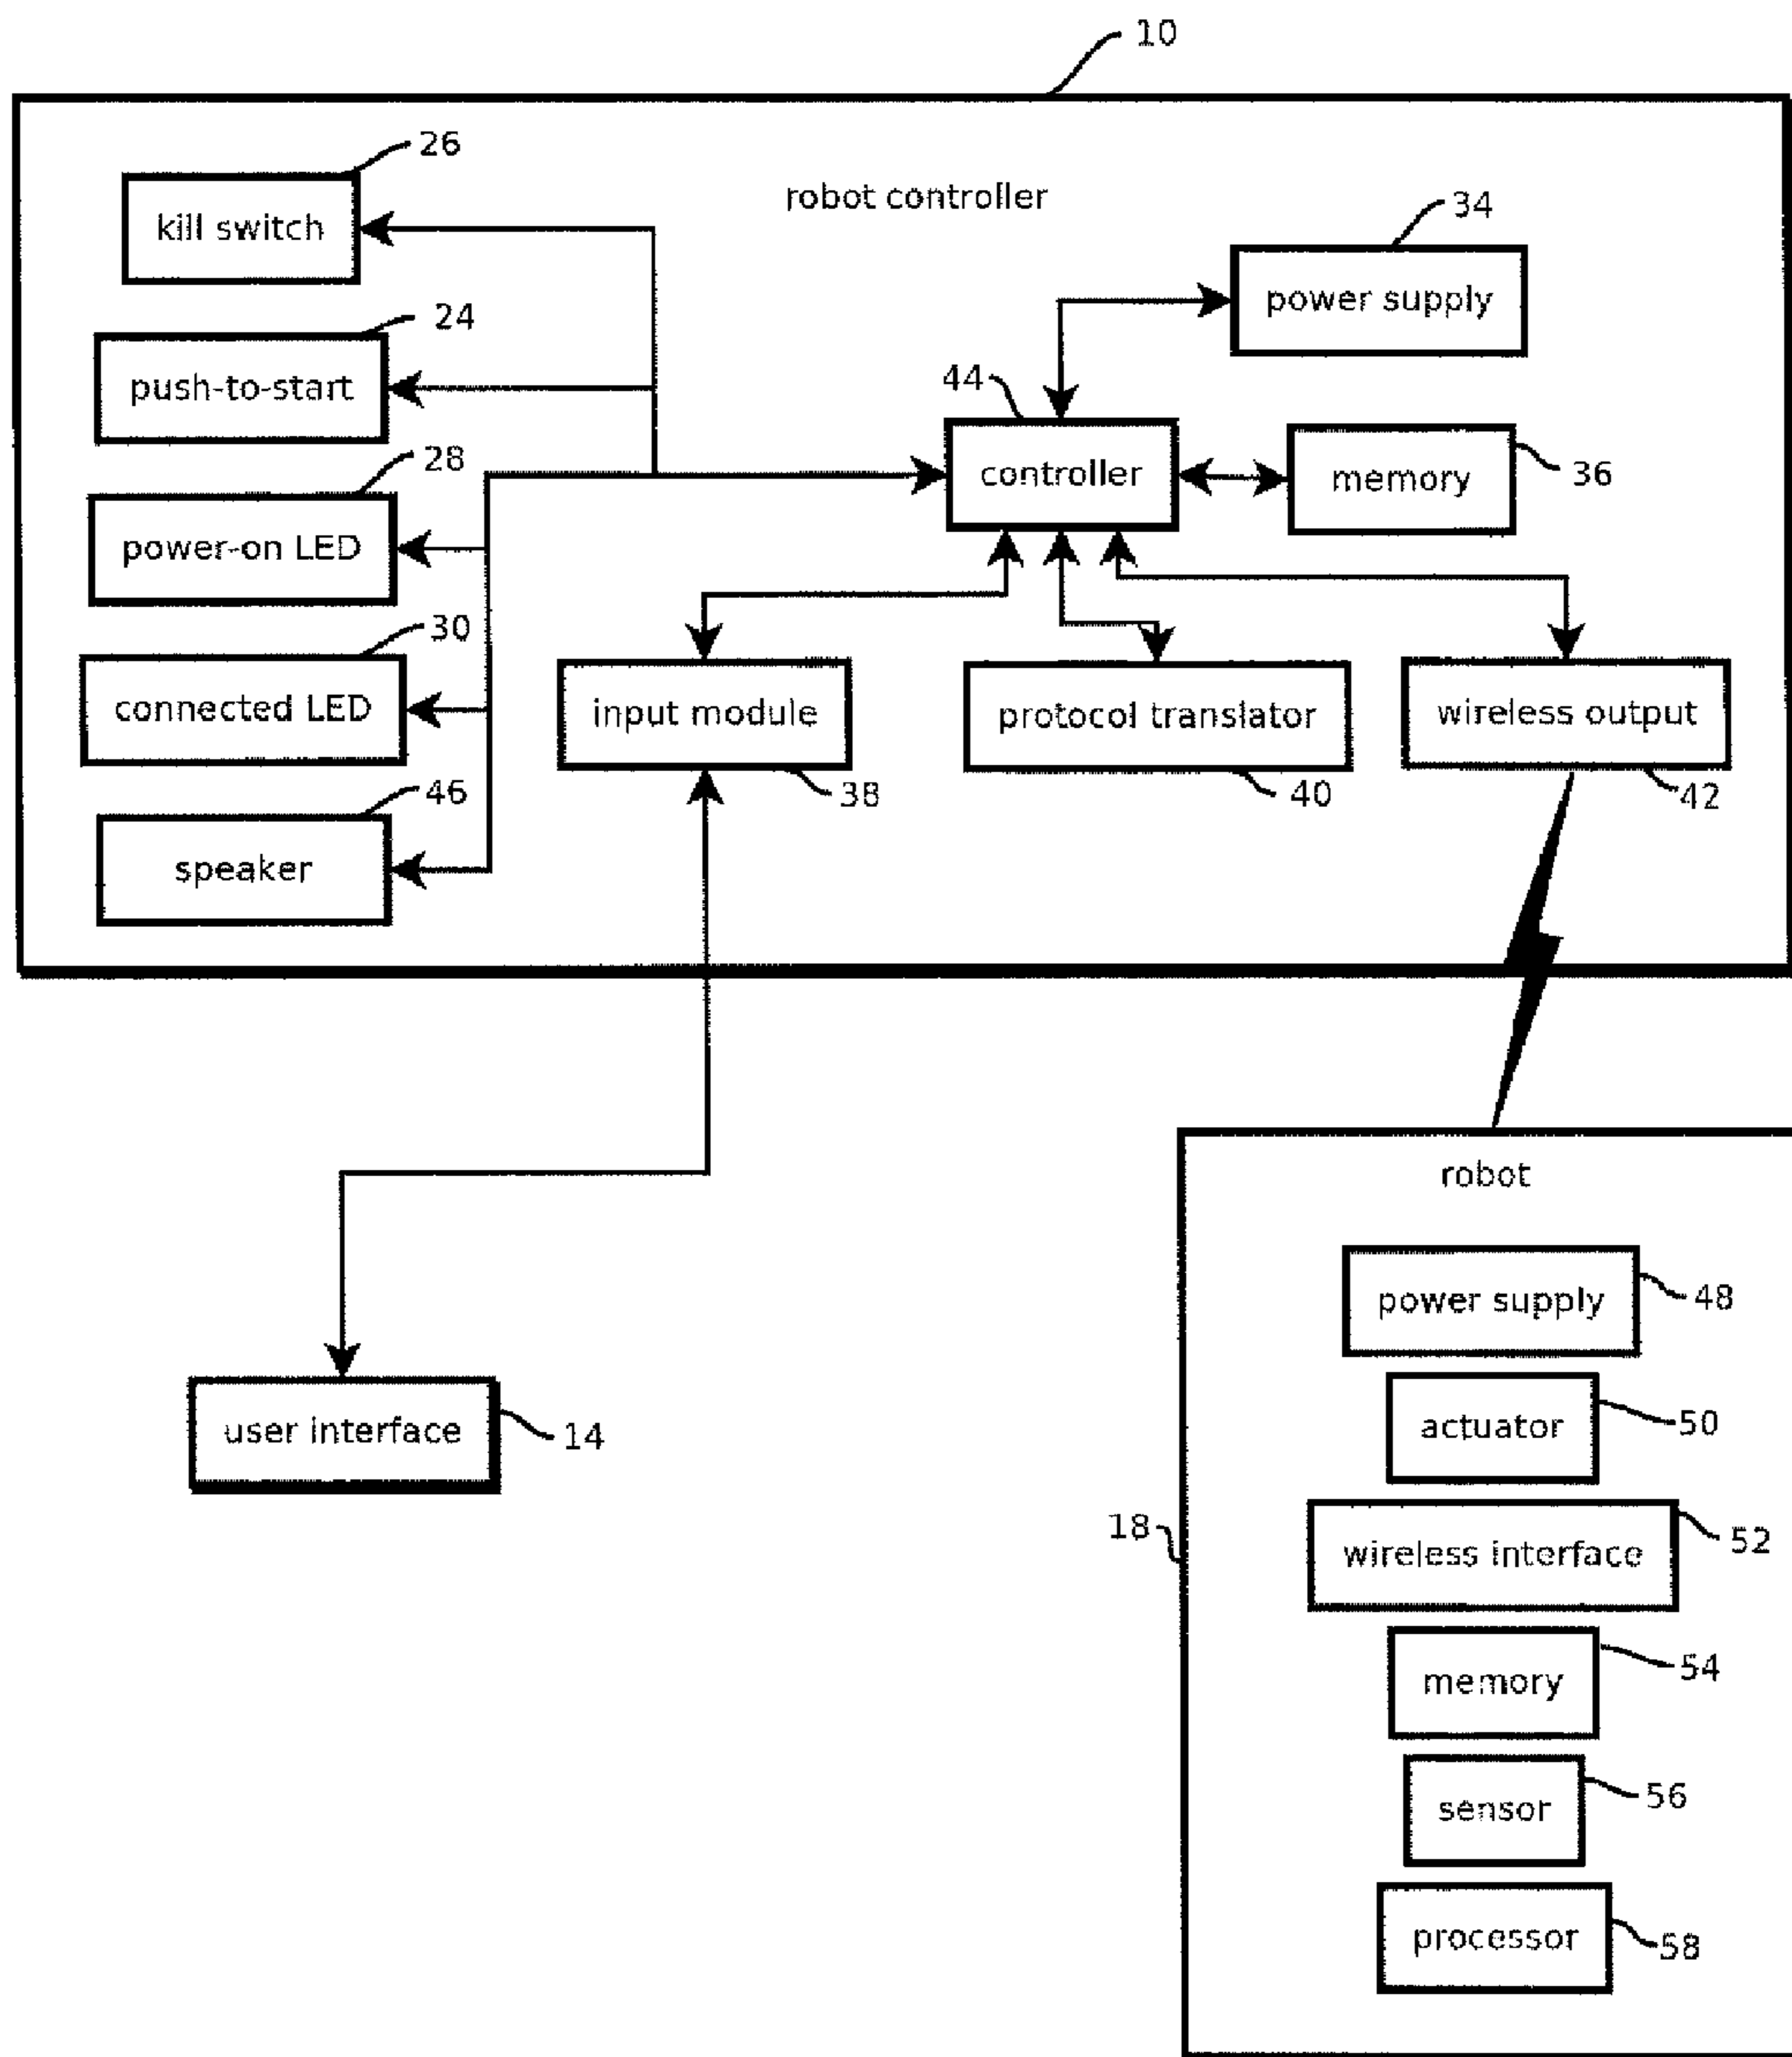 10
26
kill switch
robot controller
34
power supply
24
push-to-start
44
controller
memory
36
28
power-on LED
30
connected LED
input module
38
protocol translator
40
wireless output
42
46
speaker
robot
power supply
48
actuator
50
user interface
14
18
wireless interface
52
memory
54
sensor
56
processor
58